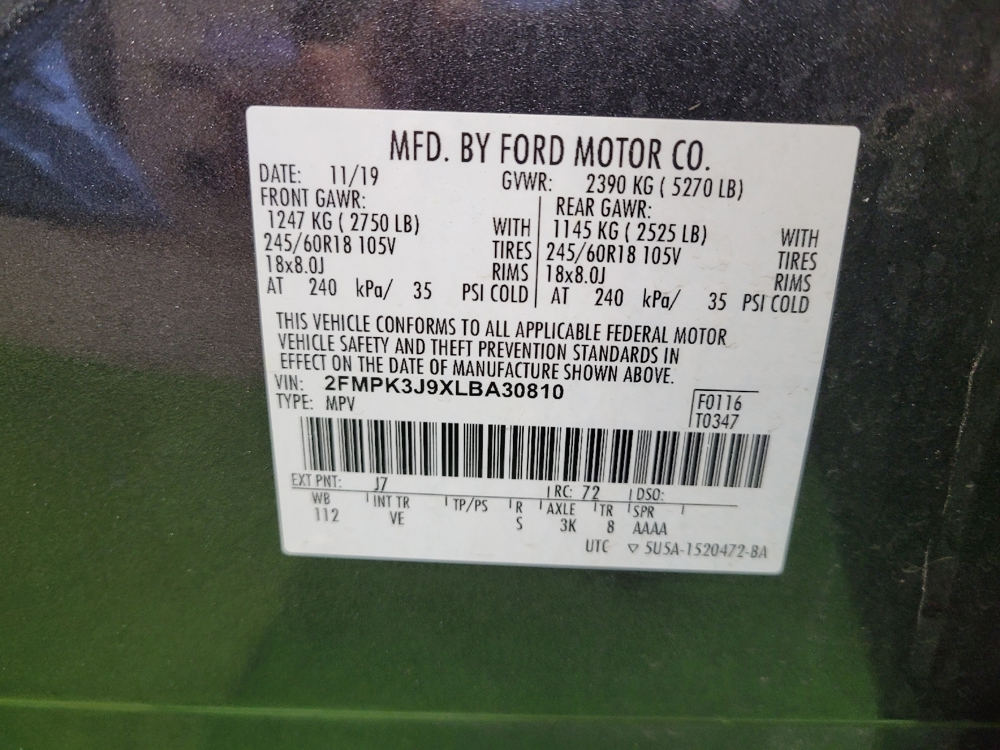 MFD. BY FORD MOTOR CO.
DATE: 11/19 GVWR: 2390 KG ( 5270 LB)
FRONT GAWR: REAR GAWR:
1247 KG ( 2750 LB) WITH 1145 KG ( 2525 LB) WITH
245/60R18 105V TIRES 245/60R18 105V TIRES
18x8.0J RIMS 18x8.0J RIMS
AT 240 kPa/ 35 PSI COLD AT 240 kPa/ 35 PSI COLD
THIS VEHICLE CONFORMS TO ALL APPLICABLE FEDERAL MOTOR
VEHICLE SAFETY AND THEFT PREVENTION STANDARDS IN
EFFECT ON THE DATE OF MANUFACTURE SHOWN ABOVE.
VIN: 2FMPK3J9XLBA30810
TYPE: MPV F0116
T0347
EXT PNT: J7 RC: 72 DSO:
WB INT TR TP/PS R AXLE TR SPR
112 VE S 3K 8 AAAA
UTC ▽ 5U5A-1520472-BA